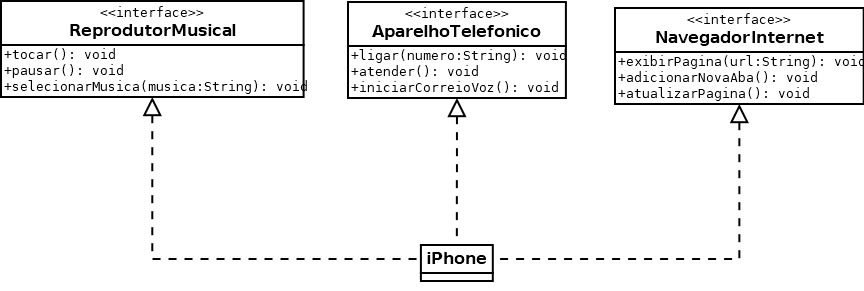 <<interface>>
ReprodutorMusical
+tocar(): void
+pausar(): void
+selecionarMusica(musica:String): void
<<interface>>
AparelhoTelefonico
+ligar(numero:String): void
+atender(): void
+iniciarCorreioVoz(): void
<<interface>>
NavegadorInternet
+exibirPagina(url:String): void
+adicionarNovaAba(): void
+atualizarPagina(): void
iPhone